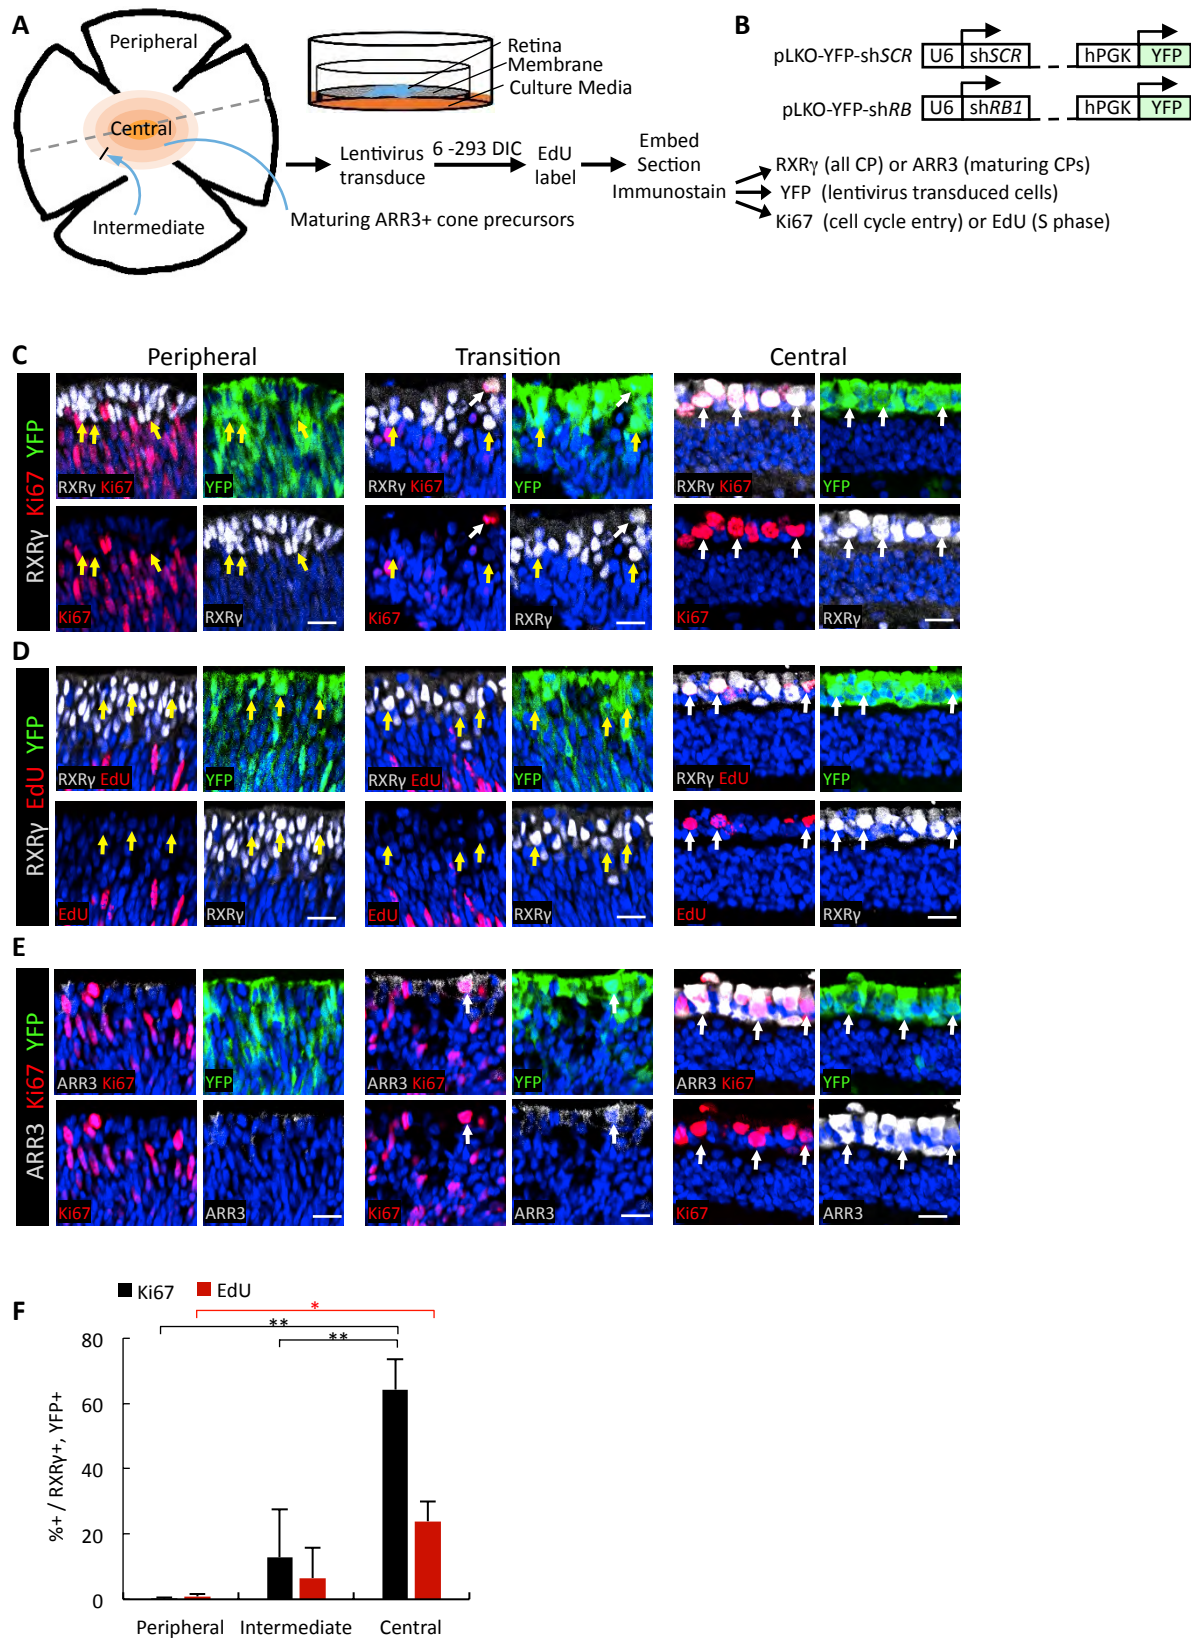 A
Peripheral
Central
Intermediate
Retina
Membrane
Culture Media
Lentivirus
transduce
6 -293 DIC
EdU
label
Embed
Section
Immunostain
Maturing ARR3+ cone precursors
RXRγ (all CP) or ARR3 (maturing CPs)
YFP (lentivirus transduced cells)
Ki67 (cell cycle entry) or EdU (S phase)
B
pLKO-YFP-shSCR
U6 shSCR
hPGK YFP
pLKO-YFP-shRB
U6 shRB1
hPGK YFP
C
Peripheral
Transition
Central
RXRγ Ki67 YFP
RXRγ Ki67
YFP
RXRγ Ki67
YFP
RXRγ Ki67
YFP
Ki67
RXRγ
Ki67
RXRγ
Ki67
RXRγ
D
RXRγ EdU YFP
RXRγ EdU
YFP
RXRγ EdU
YFP
RXRγ EdU
YFP
EdU
RXRγ
EdU
RXRγ
EdU
RXRγ
E
ARR3 Ki67 YFP
ARR3 Ki67
YFP
ARR3 Ki67
YFP
ARR3 Ki67
YFP
Ki67
ARR3
Ki67
ARR3
Ki67
ARR3
F
Ki67
EdU
*
**
**
%+ / RXRγ+, YFP+
80
60
40
20
0
Peripheral
Intermediate
Central